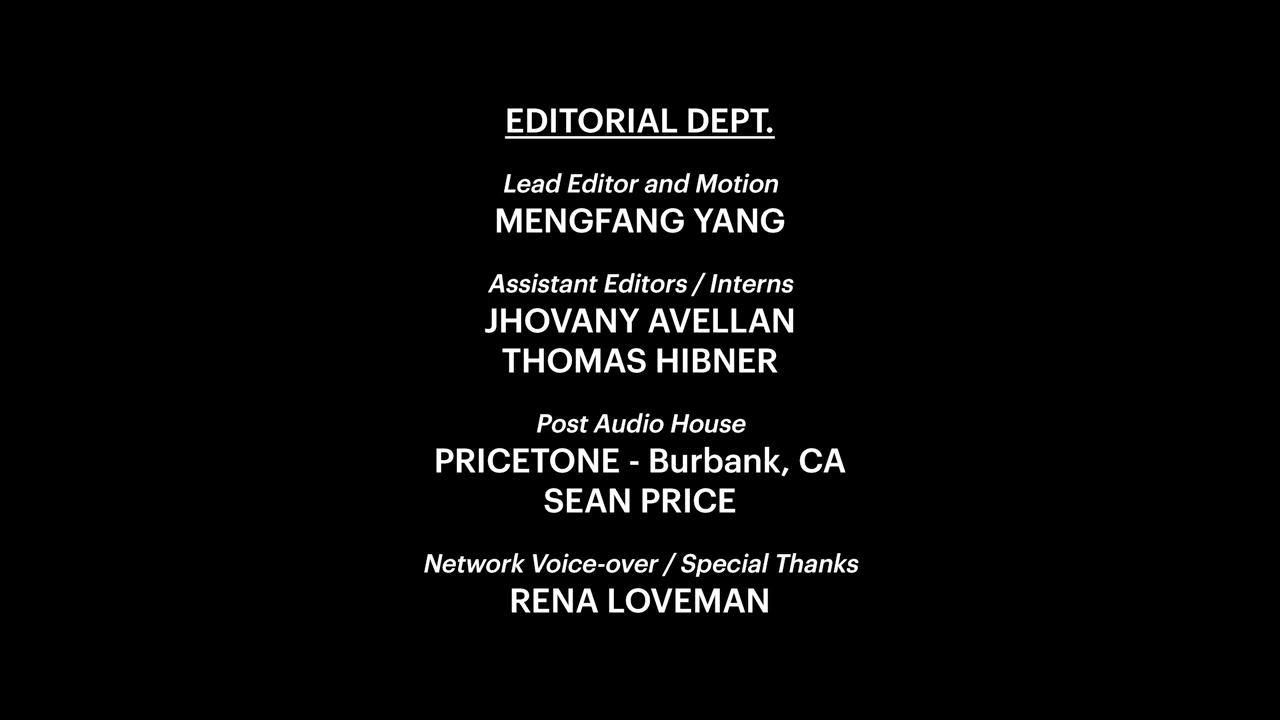 EDITORIAL DEPT.
Lead Editor and Motion
MENGFANG YANG
Assistant Editors / Interns
JHOVANY AVELLAN
THOMAS HIBNER
Post Audio House
PRICETONE - Burbank, CA
SEAN PRICE
Network Voice-over / Special Thanks
RENA LOVEMAN